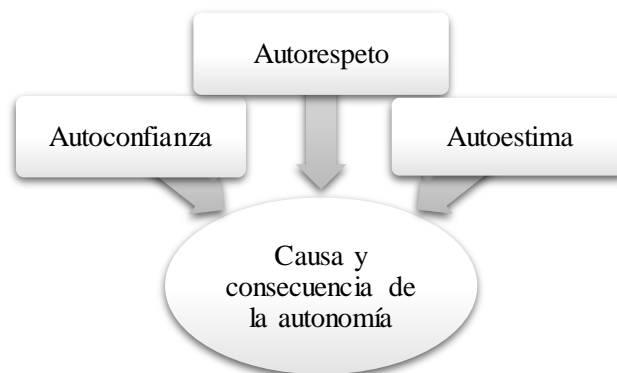 Autorespeto
Autoconfianza
Autoestima
Causa y
consecuencia de
la autonomía